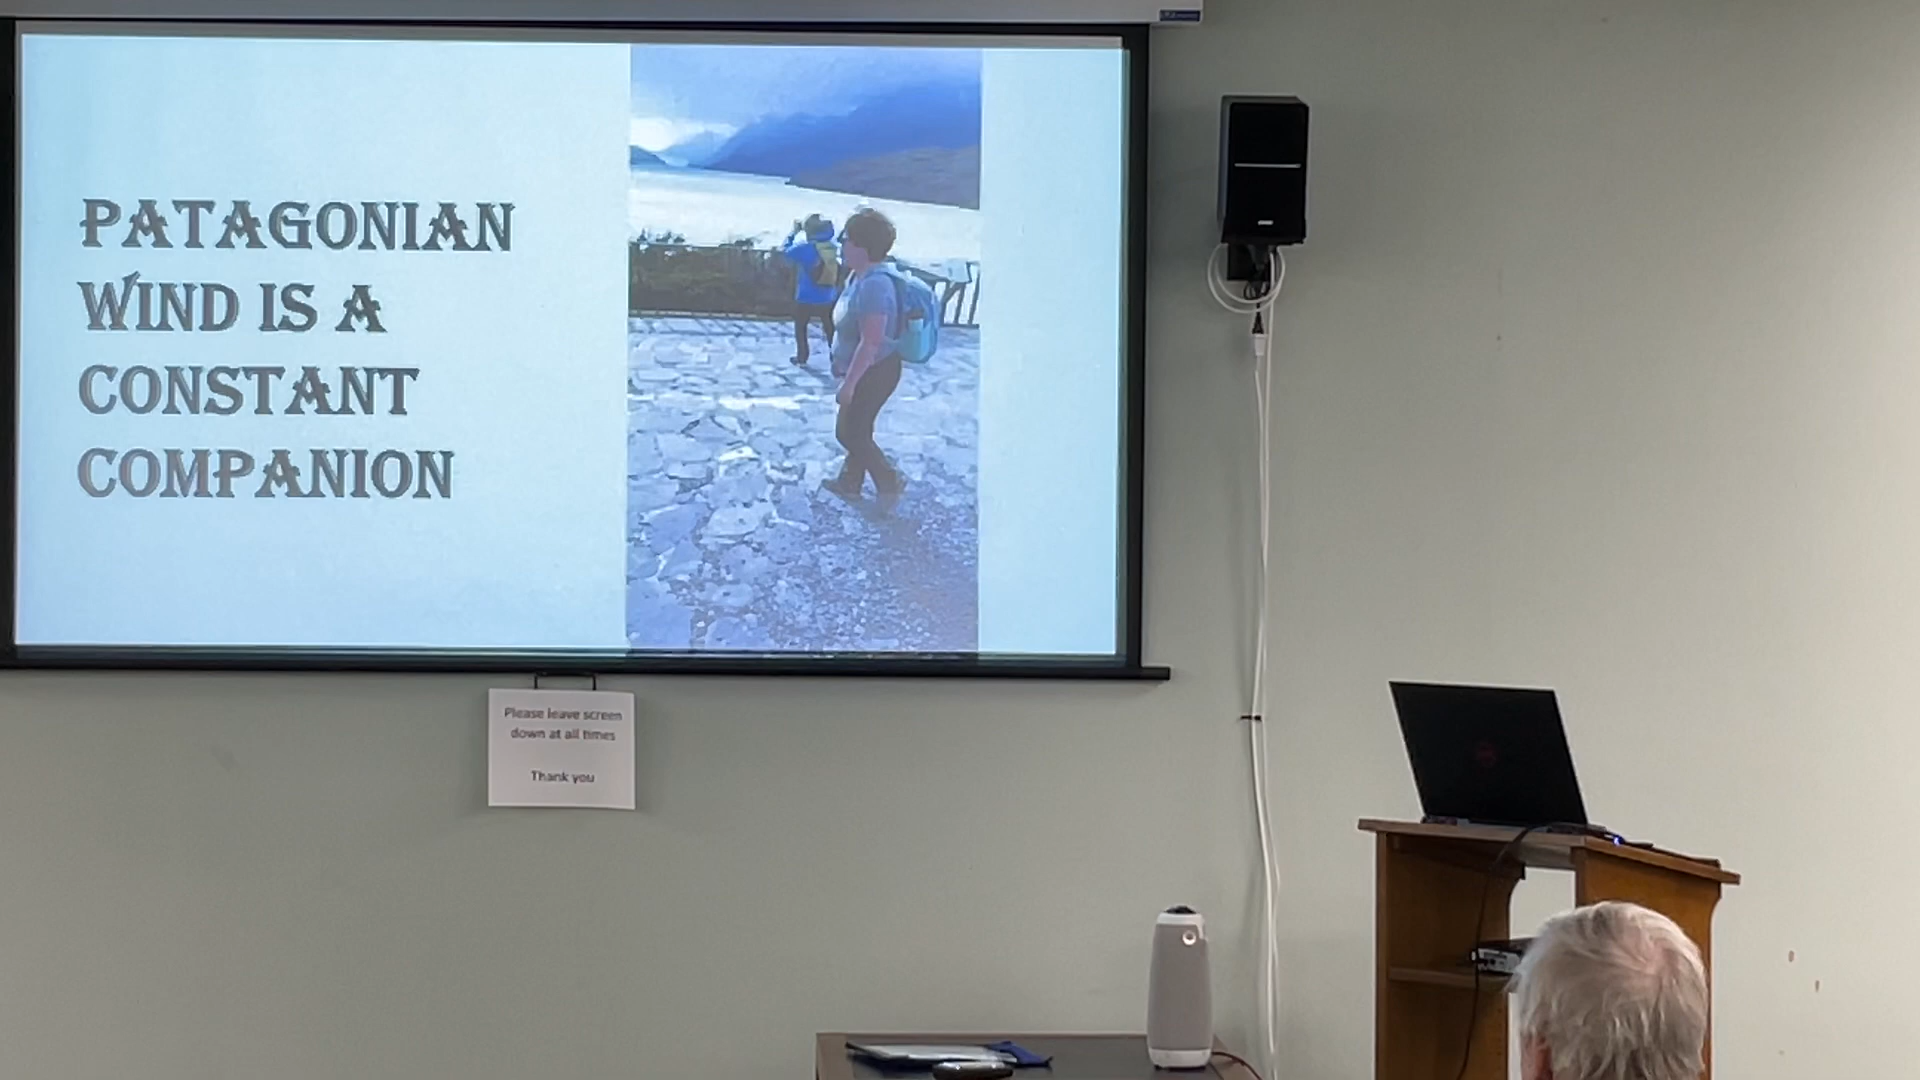 PATAGONIAN
WIND IS A
CONSTANT
COMPANION
Please leave screen
down at all times
Thank you